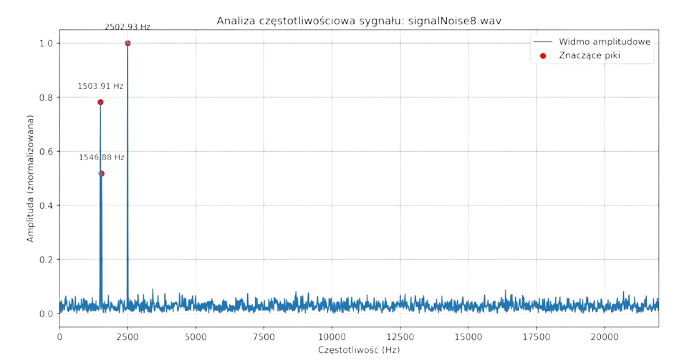 Analiza częstotliwościowa sygnału: signalNoise8.wav
2502.93 Hz
Widmo amplitudowe
Znaczące piki
1503.91 Hz
1546.88 Hz
Amplituda (znormalizowana)
1.0
0.8
0.6
0.4
0.2
0.0
0 2500 5000 7500 10000 12500 15000 17500 20000
Częstotliwość (Hz)